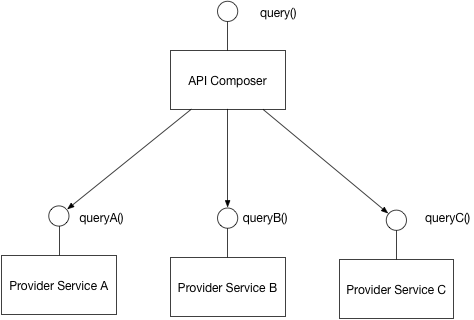 query()
API Composer
queryA()
queryB()
queryC()
Provider Service A
Provider Service B
Provider Service C